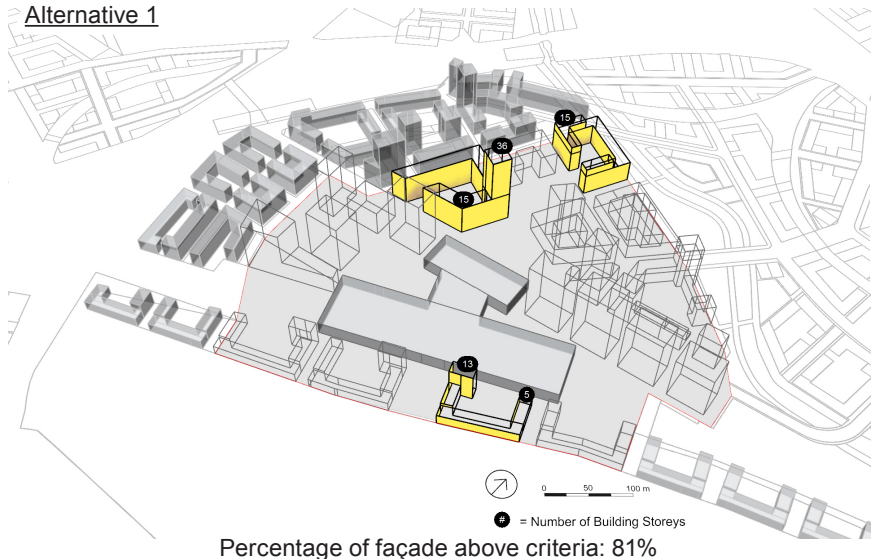 Alternative 1
15
36
15
13
5
0 50 100 m
# = Number of Building Storeys
Percentage of façade above criteria: 81%